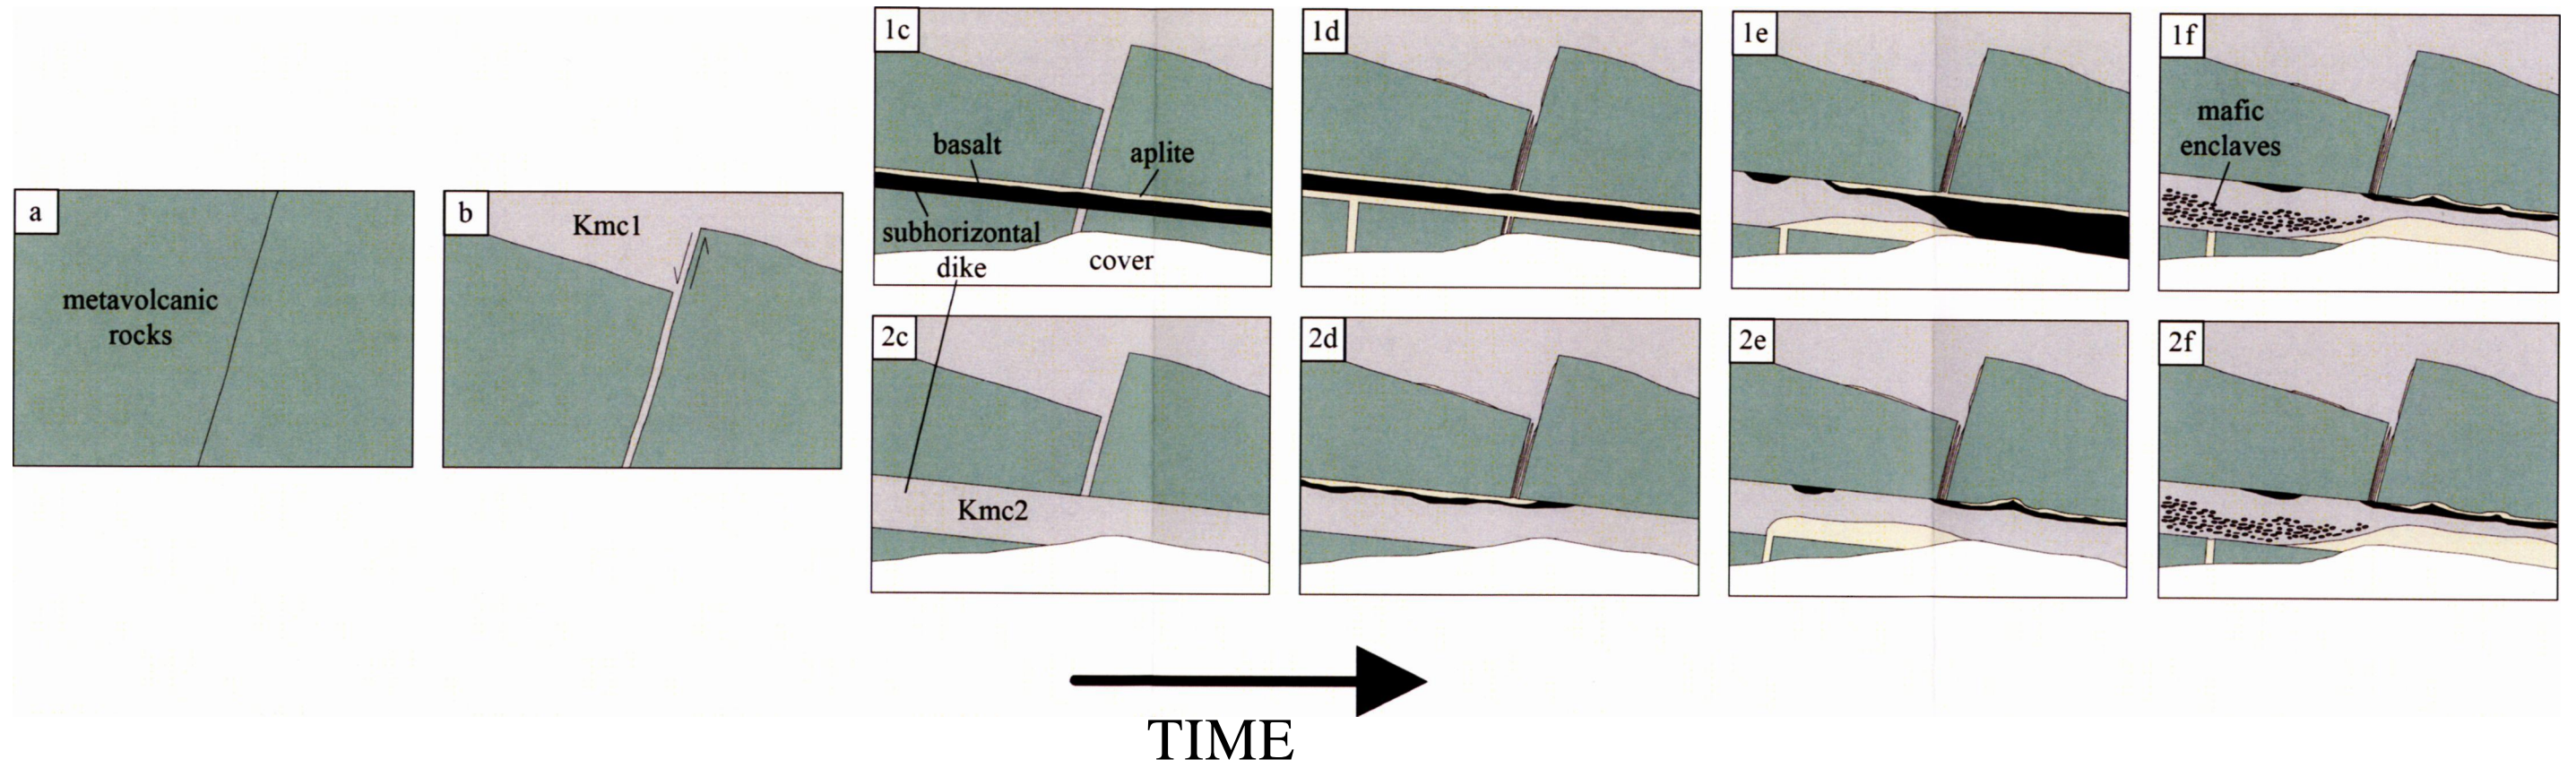 a
metavolcanic
rocks
b
Kmc1
1c
basalt
aplite
subhorizontal
dike
cover
1d
1e
1f
mafic
enclaves
2c
Kmc2
2d
2e
2f
TIME